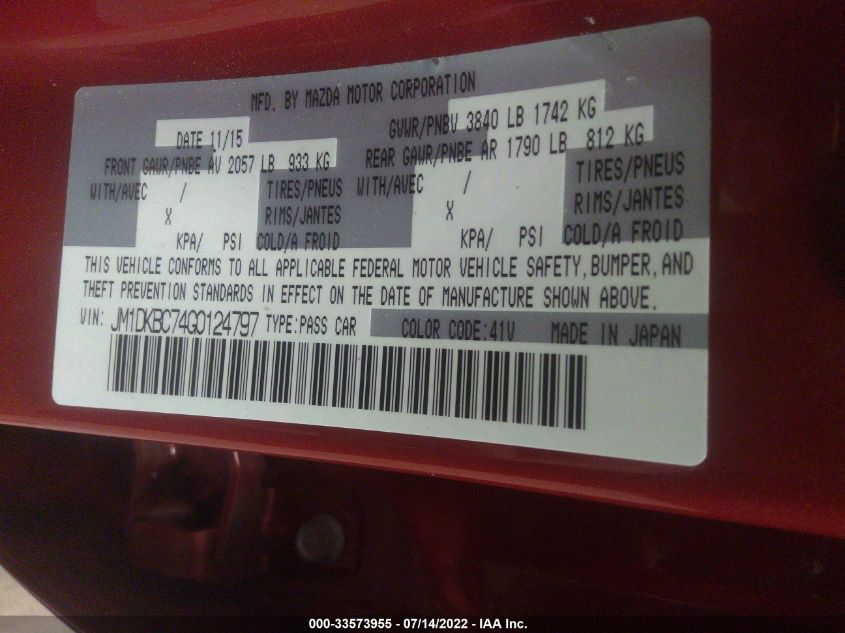 MFD. BY MAZDA MOTOR CORPORATION
DATE 11/15
GVWR/PNBV 3840 LB 1742 KG
FRONT GAWR/PNBE AV 2057 LB 933 KG
REAR GAWR/PNBE AR 1790 LB 812 KG
WITH/AVEC / TIRES/PNEUS
WITH/AVEC / TIRES/PNEUS
X RIMS/JANTES
X RIMS/JANTES
KPA/ PSI COLD/A FROID
KPA/ PSI COLD/A FROID
THIS VEHICLE CONFORMS TO ALL APPLICABLE FEDERAL MOTOR VEHICLE SAFETY, BUMPER, AND
THEFT PREVENTION STANDARDS IN EFFECT ON THE DATE OF MANUFACTURE SHOWN ABOVE.
VIN: JM1DKBC74G0124797 TYPE:PASS CAR COLOR CODE:41V MADE IN JAPAN
000-33573955 - 07/14/2022 - IAA Inc.